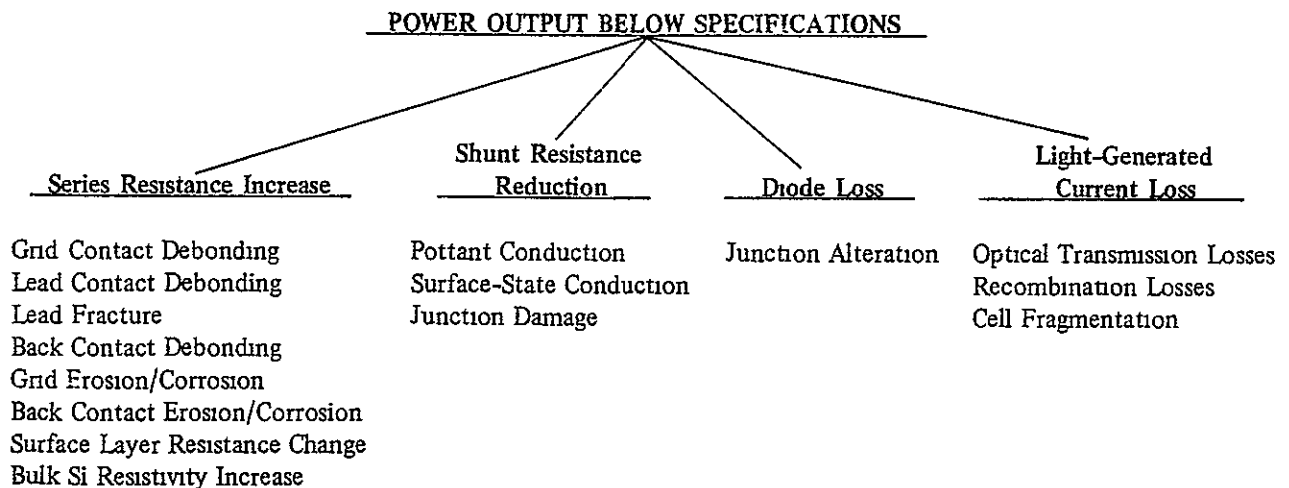 POWER OUTPUT BELOW SPECIFICATIONS
Series Resistance Increase
Shunt Resistance
Reduction
Diode Loss
Light-Generated
Current Loss
Grid Contact Debonding
Lead Contact Debonding
Lead Fracture
Back Contact Debonding
Grid Erosion/Corrosion
Back Contact Erosion/Corrosion
Surface Layer Resistance Change
Bulk Si Resistivity Increase
Pottant Conduction
Surface-State Conduction
Junction Damage
Junction Alteration
Optical Transmission Losses
Recombination Losses
Cell Fragmentation